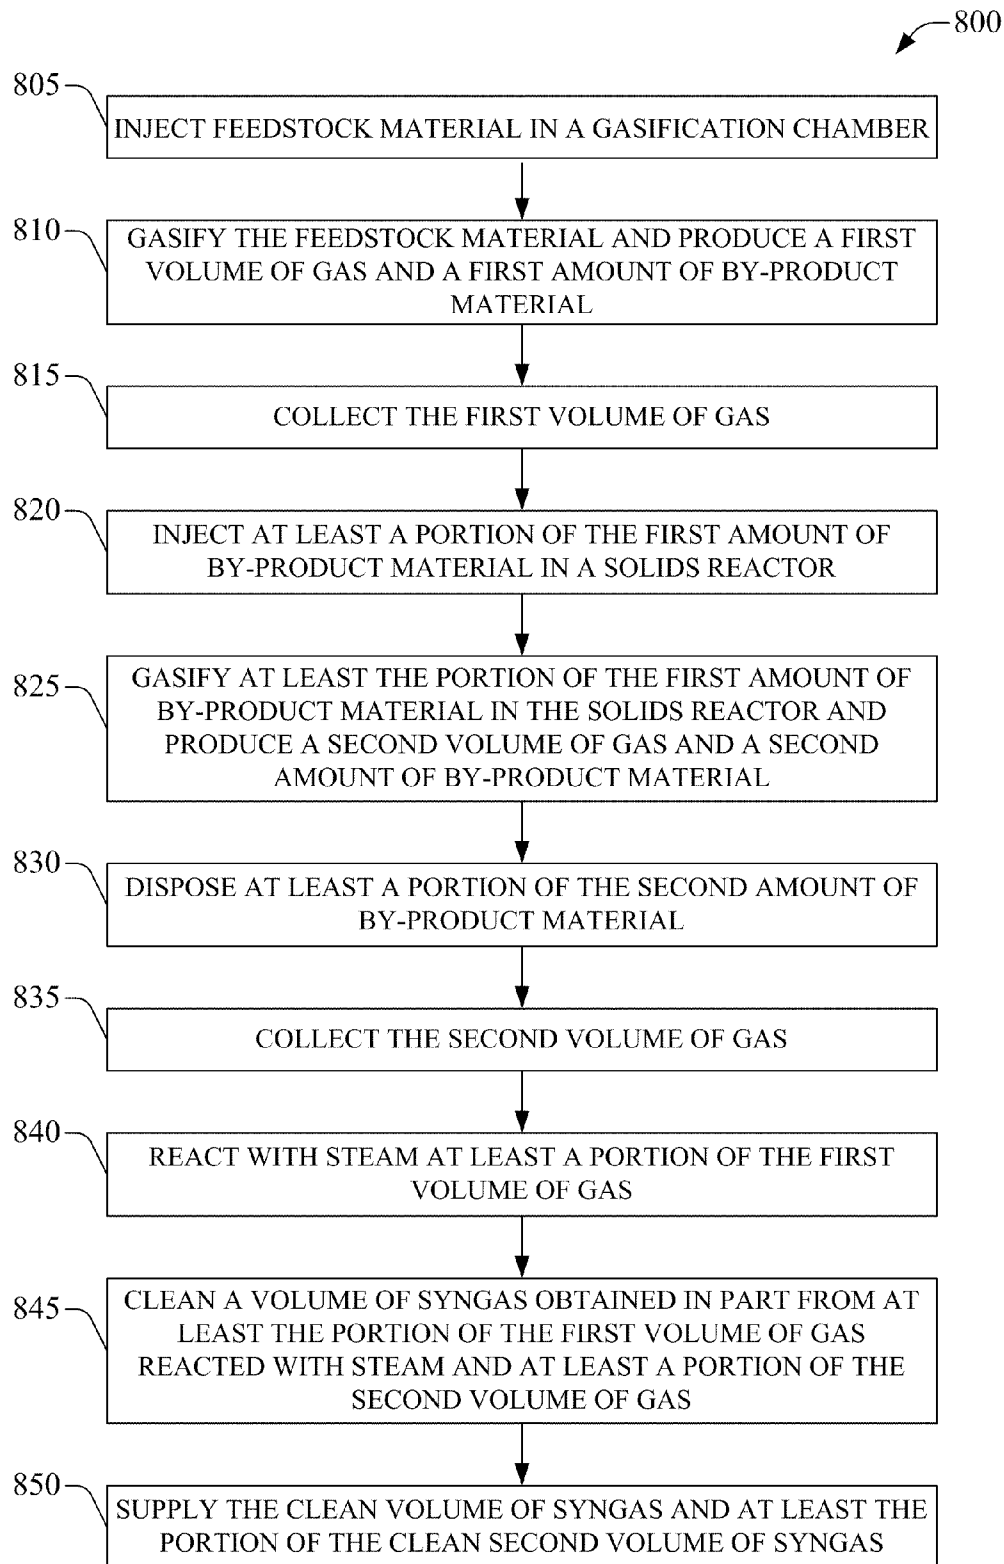 800
805
INJECT FEEDSTOCK MATERIAL IN A GASIFICATION CHAMBER
810
GASIFY THE FEEDSTOCK MATERIAL AND PRODUCE A FIRST
VOLUME OF GAS AND A FIRST AMOUNT OF BY-PRODUCT
MATERIAL
815
COLLECT THE FIRST VOLUME OF GAS
820
INJECT AT LEAST A PORTION OF THE FIRST AMOUNT OF
BY-PRODUCT MATERIAL IN A SOLIDS REACTOR
825
GASIFY AT LEAST THE PORTION OF THE FIRST AMOUNT OF
BY-PRODUCT MATERIAL IN THE SOLIDS REACTOR AND
PRODUCE A SECOND VOLUME OF GAS AND A SECOND
AMOUNT OF BY-PRODUCT MATERIAL
830
DISPOSE AT LEAST A PORTION OF THE SECOND AMOUNT OF
BY-PRODUCT MATERIAL
835
COLLECT THE SECOND VOLUME OF GAS
840
REACT WITH STEAM AT LEAST A PORTION OF THE FIRST
VOLUME OF GAS
845
CLEAN A VOLUME OF SYNGAS OBTAINED IN PART FROM AT
LEAST THE PORTION OF THE FIRST VOLUME OF GAS
REACTED WITH STEAM AND AT LEAST A PORTION OF THE
SECOND VOLUME OF GAS
850
SUPPLY THE CLEAN VOLUME OF SYNGAS AND AT LEAST THE
PORTION OF THE CLEAN SECOND VOLUME OF SYNGAS